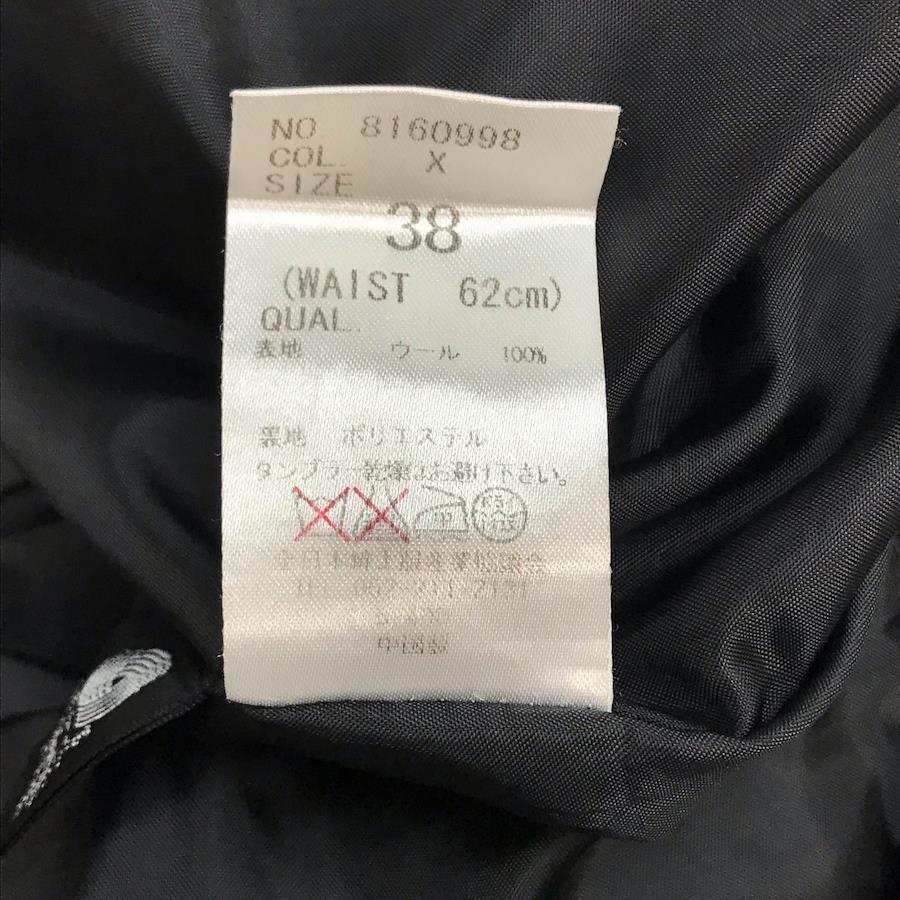 NO. 8160998
COL. X
SIZE
38
(WAIST 62cm)
QUAL.
表地 ウール 100%
裏地 ポリエステル
タンブラー乾燥はお避け下さい。
中国製